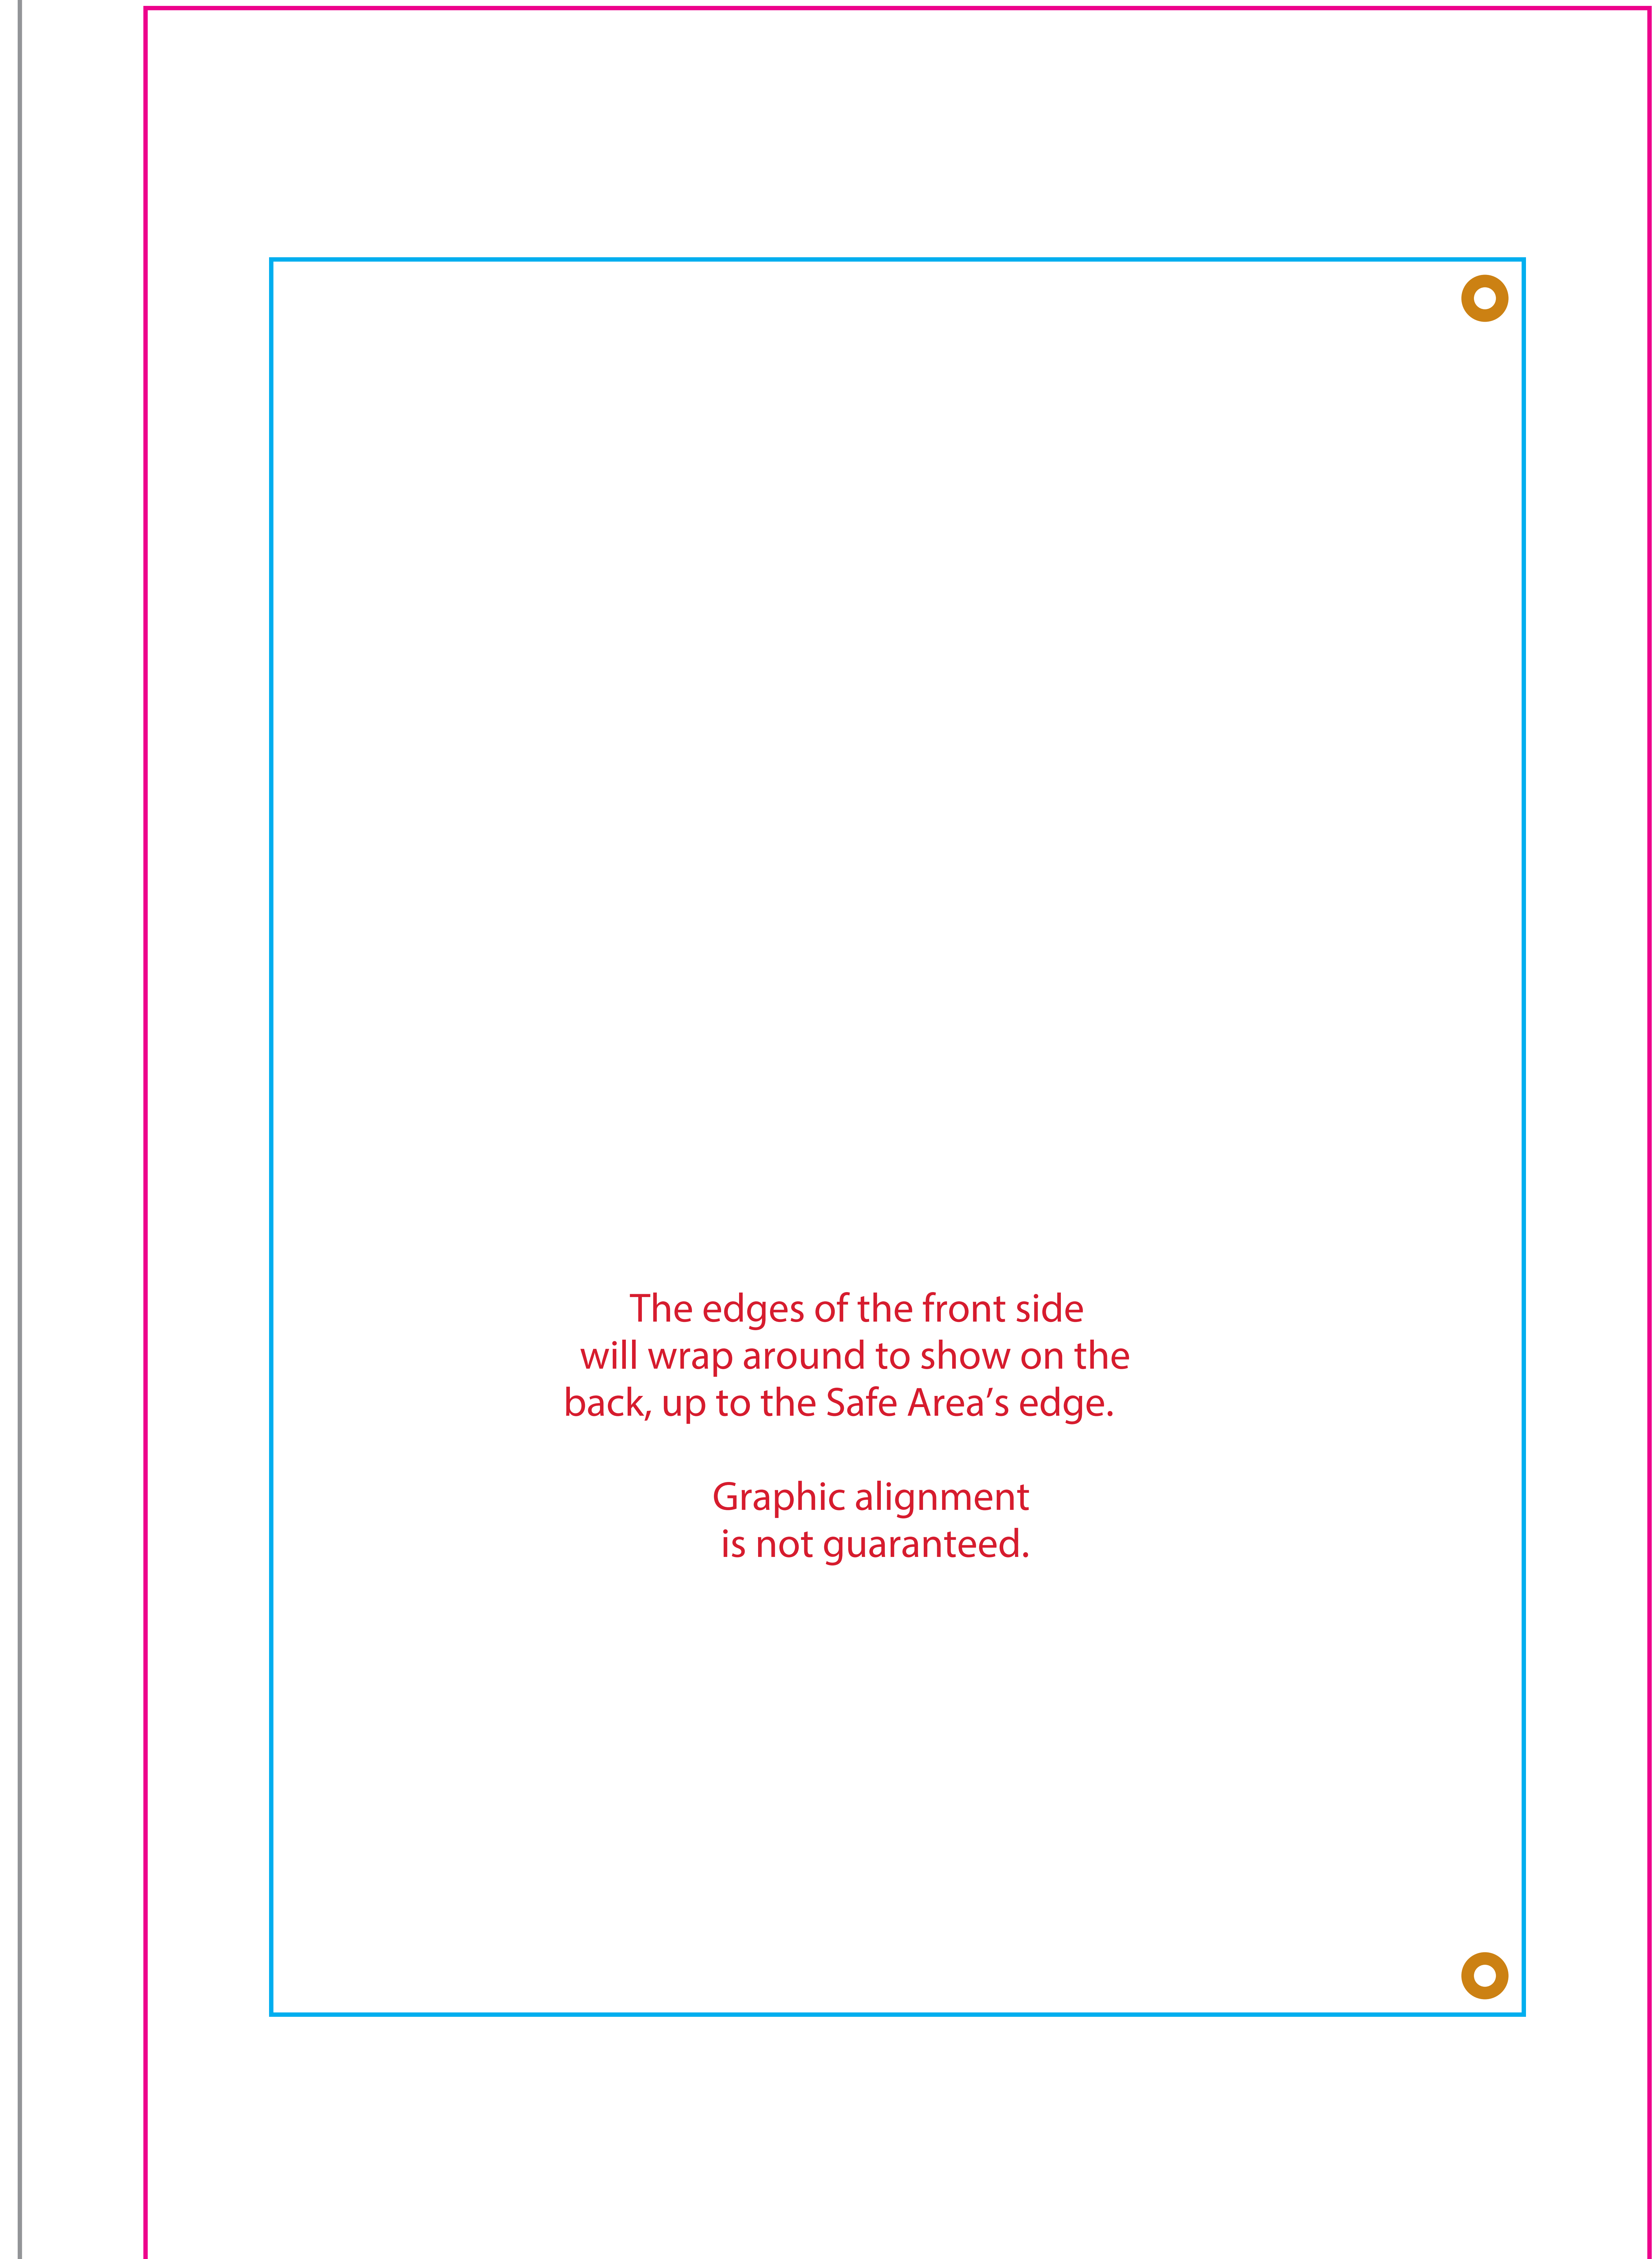 The edges of the front side
will wrap around to show on the
back, up to the Safe Area’s edge.
Graphic alignment
is not guaranteed.